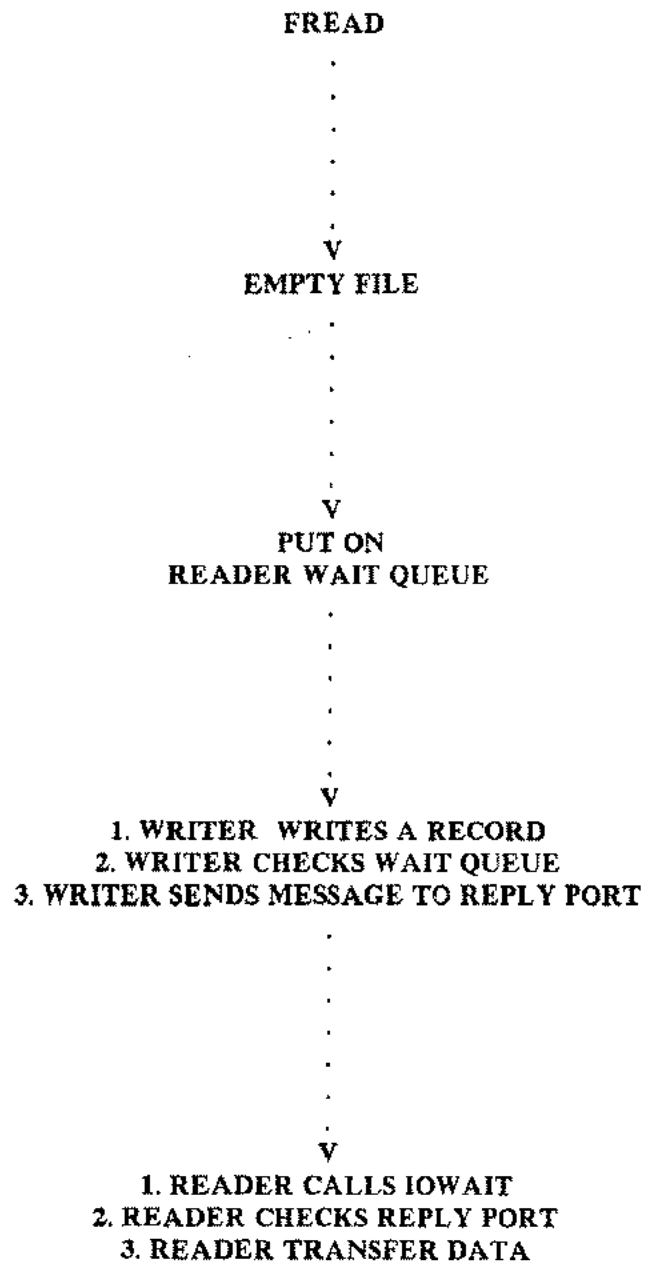 FREAD
V
EMPTY FILE
V
PUT ON
READER WAIT QUEUE
V
1. WRITER WRITES A RECORD
2. WRITER CHECKS WAIT QUEUE
3. WRITER SENDS MESSAGE TO REPLY PORT
V
1. READER CALLS IOWAIT
2. READER CHECKS REPLY PORT
3. READER TRANSFER DATA